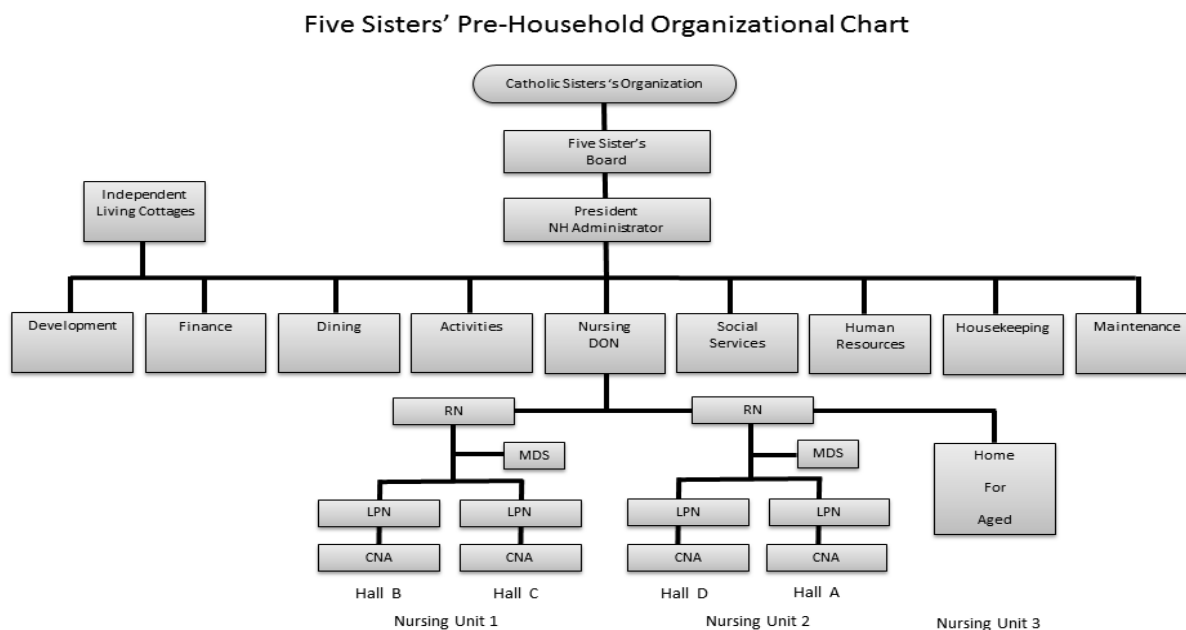 Five Sisters’ Pre-Household Organizational Chart
Catholic Sisters ‘s Organization
Five Sister’s
Board
Independent
Living Cottages
President
NH Administrator
Development
Finance
Dining
Activities
Nursing
DON
Social
Services
Human
Resources
Housekeeping
Maintenance
RN
RN
MDS
MDS
Home
For
Aged
LPN
LPN
LPN
LPN
CNA
CNA
CNA
CNA
Hall B
Hall C
Hall D
Hall A
Nursing Unit 1
Nursing Unit 2
Nursing Unit 3